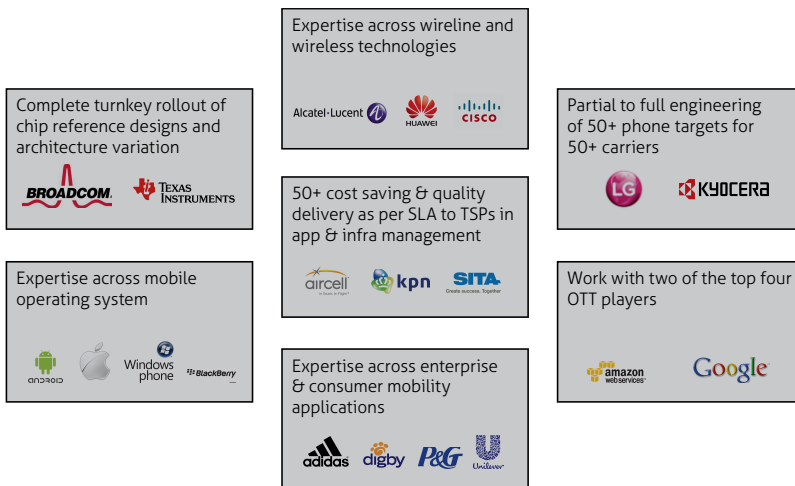 Expertise across wireline and
wireless technologies
Alcatel·Lucent
HUAWEI
CISCO
Complete turnkey rollout of
chip reference designs and
architecture variation
BROADCOM.
TEXAS
INSTRUMENTS
Partial to full engineering
of 50+ phone targets for
50+ carriers
LG
KYOCERA
50+ cost saving & quality
delivery as per SLA to TSPs in
app & infra management
aircell
kpn
SITA
Create success. Together
Expertise across mobile
operating system
ANDROID
Windows
phone
BlackBerry
Work with two of the top four
OTT players
amazon
webservices
Google
Expertise across enterprise
& consumer mobility
applications
adidas
digby
P&G
Unilever